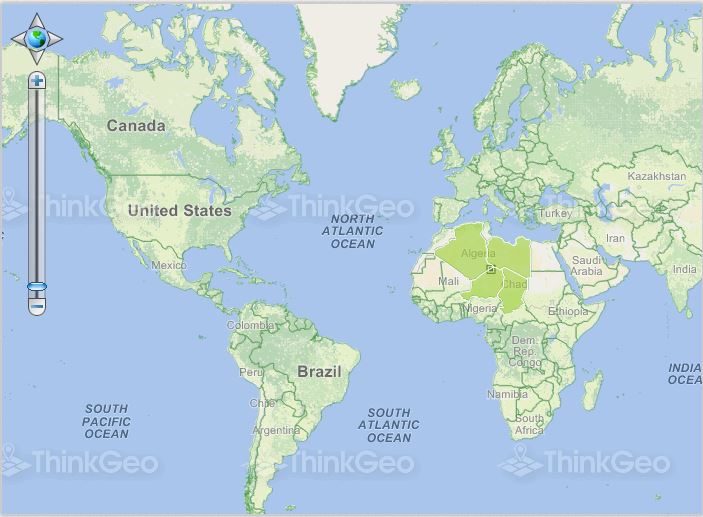 Canada
Kazakhstan
ThinkGeo
United States
ThinkGeo
ThinkGeo
Turkey
NORTH
ATLANTIC
OCEAN
Iran
Algeria
Saudi
Arabia
Mexico
India
Mali
Chad
Nigeria
Ethiopia
Colombia
Dem.
Rep.
Congo
Peru
Brazil
INDIA
OCEA
Namibia
Chile
SOUTH
PACIFIC
OCEAN
SOUTH
ATLANTIC
OCEAN
South
Africa
Argentina
ThinkGeo
ThinkGeo
ThinkGeo